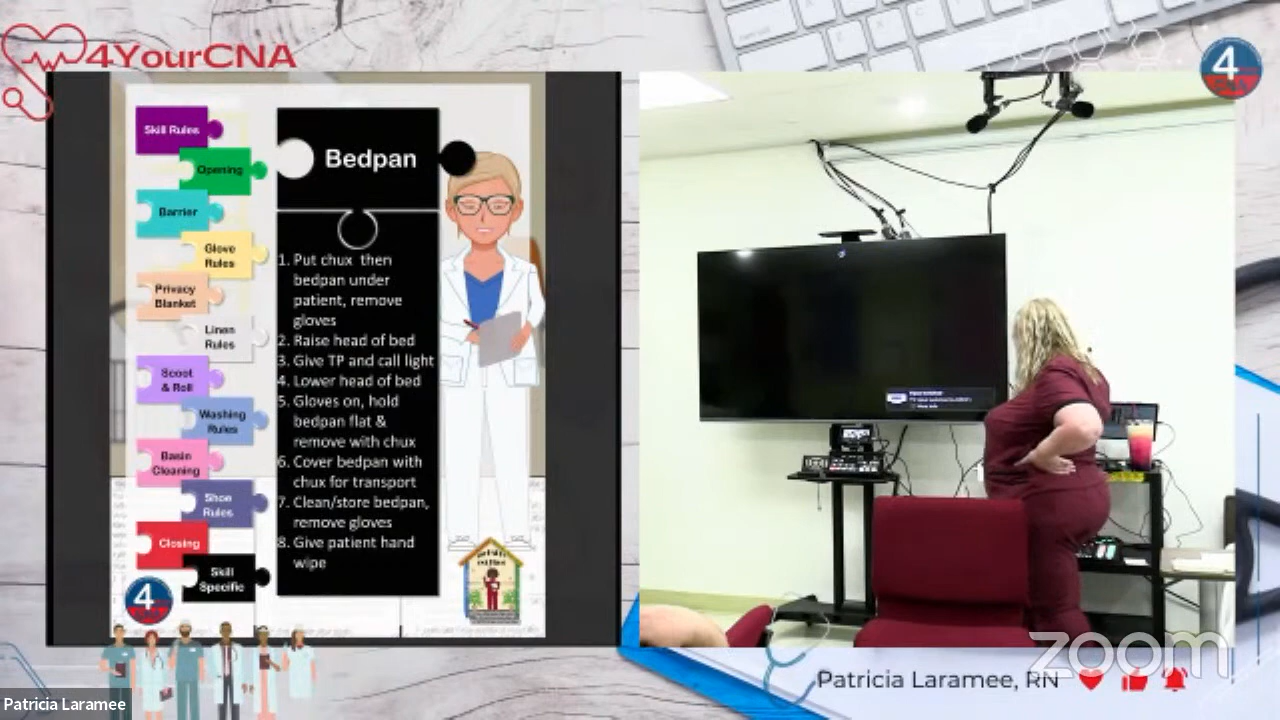 4YourCNA
4
Skill Rules
Opening
Barrier
Glove
Rules
Privacy
Blanket
Linen
Rules
Scoot
& Roll
Washing
Rules
Basin
Cleaning
Shoe
Rules
Closing
Skill
Specific
4
Bedpan
1. Put chux then
bedpan under
patient, remove
gloves
2. Raise head of bed
3. Give TP and call light
4. Lower head of bed
5. Gloves on, hold
bedpan flat &
remove with chux
6. Cover bedpan with
chux for transport
7. Clean/store bedpan,
remove gloves
8. Give patient hand
wipe
zoom
Patricia Laramee, RN
Patricia Laramee